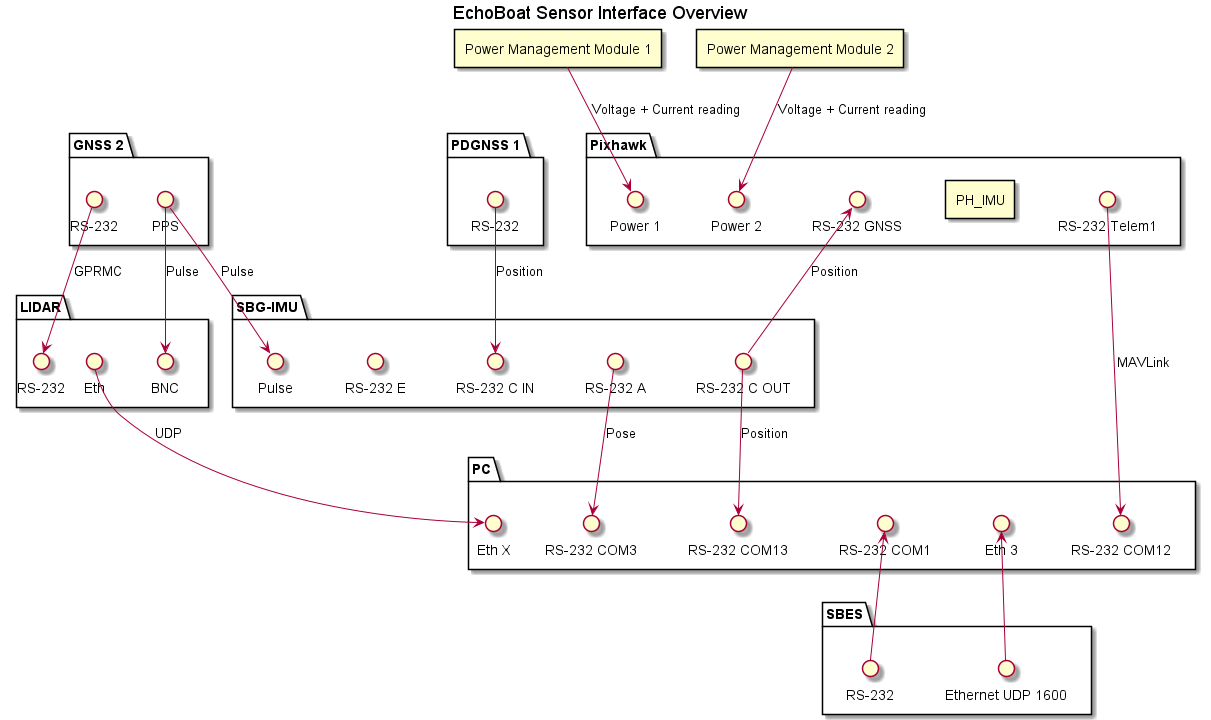 EchoBoat Sensor Interface Overview
Power Management Module 1
Power Management Module 2
Voltage + Current reading
Voltage + Current reading
GNSS 2
PDGNSS 1
Pixhawk
PH_IMU
RS-232
PPS
RS-232
Power 1
Power 2
RS-232 GNSS
RS-232 Telem1
GPRMC
Pulse
Pulse
Position
Position
LIDAR
SBG-IMU
MAVLink
RS-232
Eth
BNC
Pulse
RS-232 E
RS-232 C IN
RS-232 A
RS-232 C OUT
UDP
Pose
Position
PC
Eth X
RS-232 COM3
RS-232 COM13
RS-232 COM1
Eth 3
RS-232 COM12
SBES
RS-232
Ethernet UDP 1600